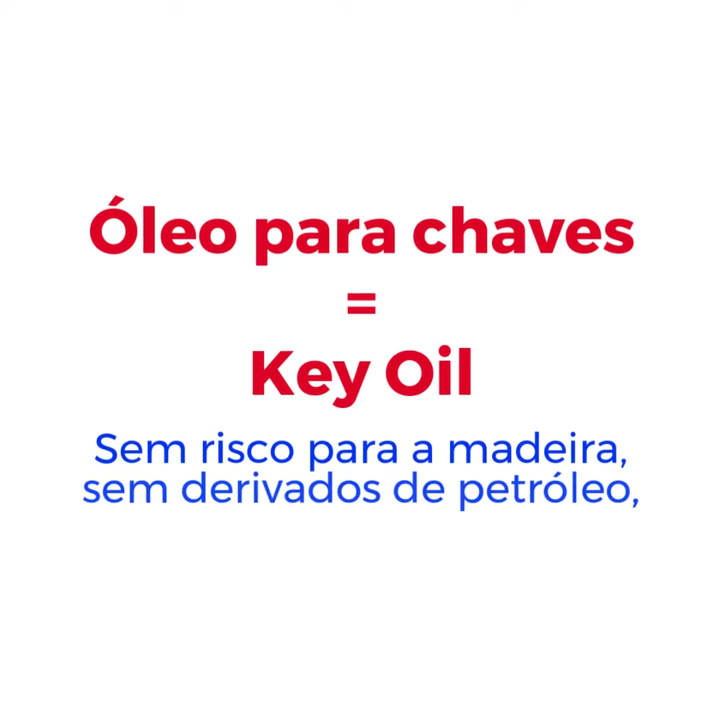 Óleo para chaves
=
Key Oil
Sem risco para a madeira,
sem derivados de petróleo,